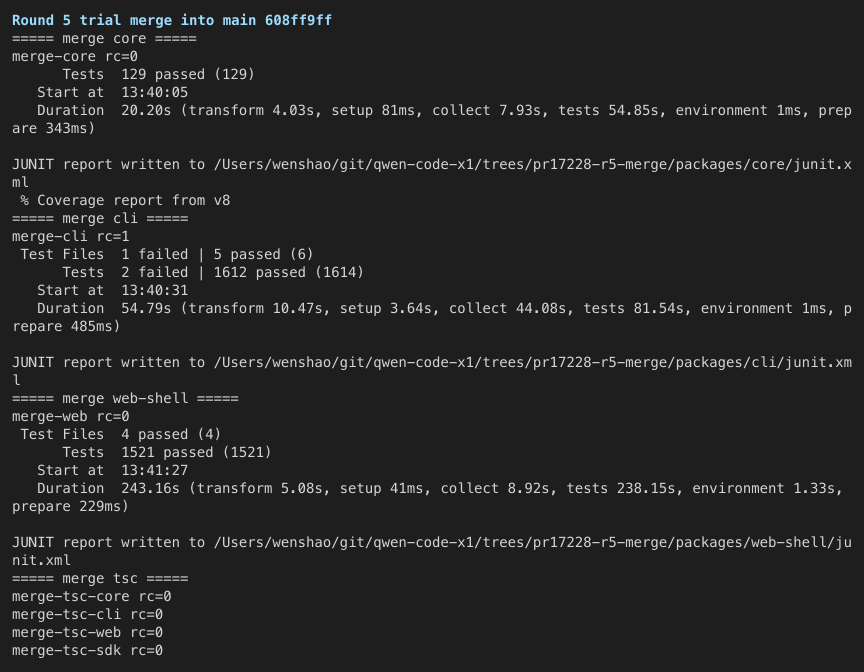 Round 5 trial merge into main 608ff9ff
===== merge core =====
merge-core rc=0
      Tests  129 passed (129)
   Start at  13:40:05
   Duration  20.20s (transform 4.03s, setup 81ms, collect 7.93s, tests 54.85s, environment 1ms, prep
are 343ms)

JUNIT report written to /Users/wenshao/git/qwen-code-x1/trees/pr17228-r5-merge/packages/core/junit.x
ml
 % Coverage report from v8
===== merge cli =====
merge-cli rc=1
 Test Files  1 failed | 5 passed (6)
      Tests  2 failed | 1612 passed (1614)
   Start at  13:40:31
   Duration  54.79s (transform 10.47s, setup 3.64s, collect 44.08s, tests 81.54s, environment 1ms, p
repare 485ms)

JUNIT report written to /Users/wenshao/git/qwen-code-x1/trees/pr17228-r5-merge/packages/cli/junit.xm
l
===== merge web-shell =====
merge-web rc=0
 Test Files  4 passed (4)
      Tests  1521 passed (1521)
   Start at  13:41:27
   Duration  243.16s (transform 5.08s, setup 41ms, collect 8.92s, tests 238.15s, environment 1.33s,
prepare 229ms)

JUNIT report written to /Users/wenshao/git/qwen-code-x1/trees/pr17228-r5-merge/packages/web-shell/ju
nit.xml
===== merge tsc =====
merge-tsc-core rc=0
merge-tsc-cli rc=0
merge-tsc-web rc=0
merge-tsc-sdk rc=0